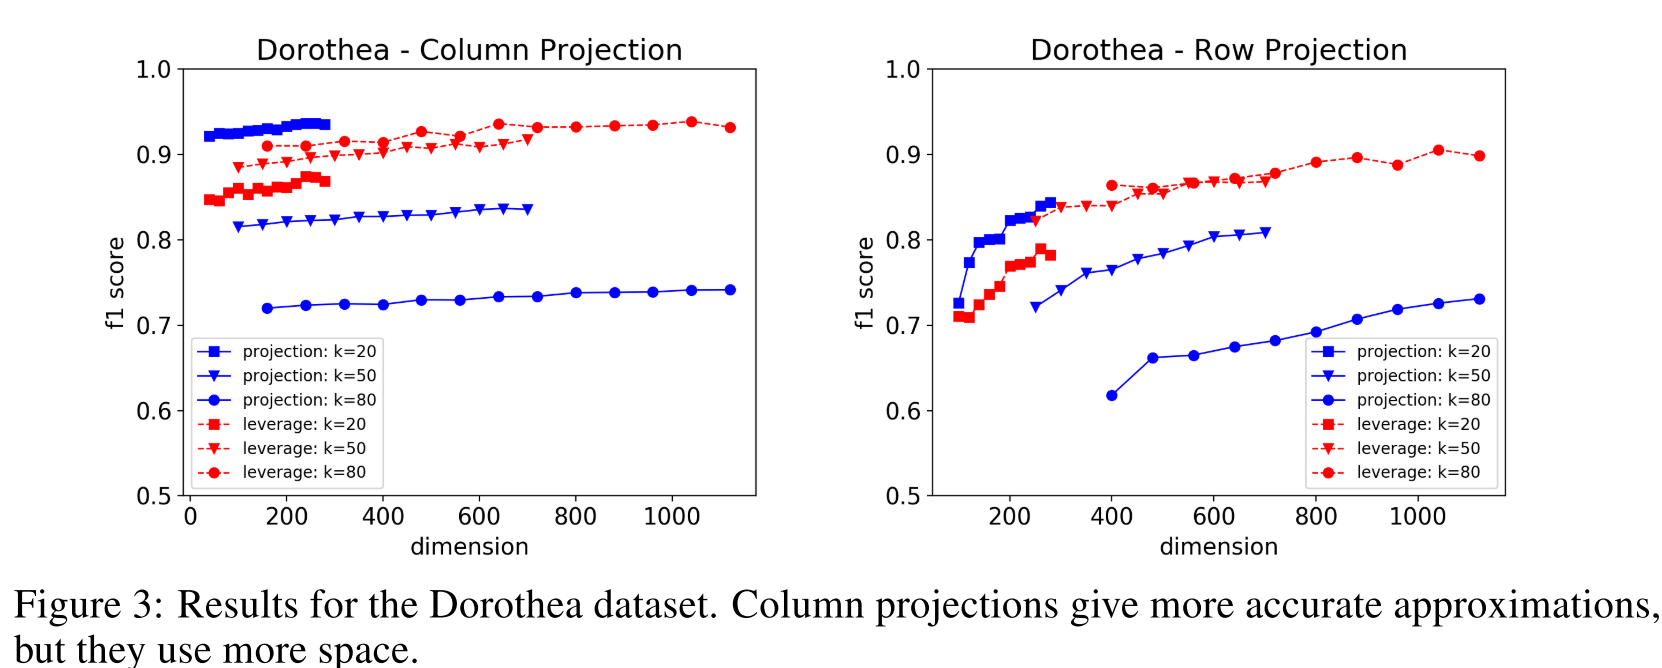 Dorothea - Column Projection
1.0
0.9
0.8
0.7
0.6
0.5
f1 score
projection: k=20
projection: k=50
projection: k=80
leverage: k=20
leverage: k=50
leverage: k=80
0 200 400 600 800 1000
dimension
Dorothea - Row Projection
1.0
0.9
0.8
0.7
0.6
0.5
f1 score
projection: k=20
projection: k=50
projection: k=80
leverage: k=20
leverage: k=50
leverage: k=80
200 400 600 800 1000
dimension
Figure 3: Results for the Dorothea dataset. Column projections give more accurate approximations,
but they use more space.